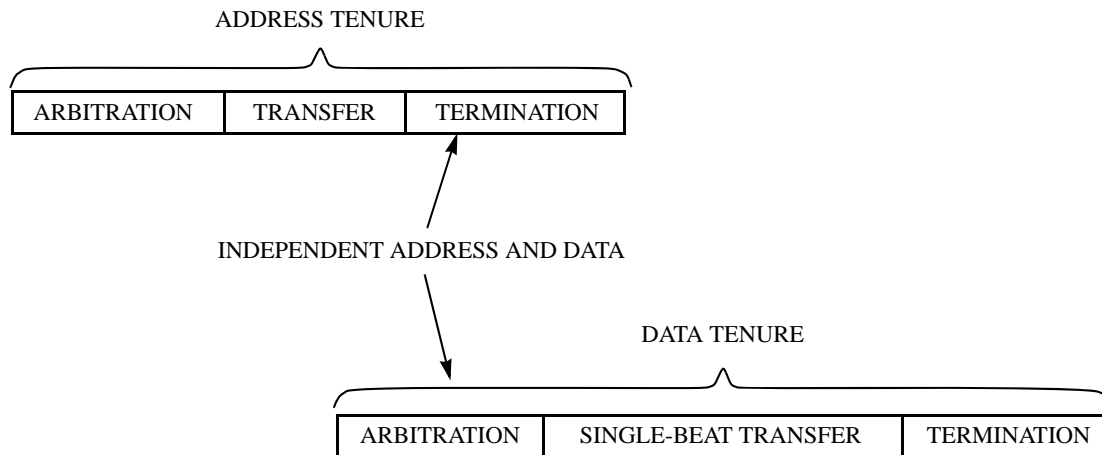 ADDRESS TENURE
ARBITRATION TRANSFER TERMINATION
INDEPENDENT ADDRESS AND DATA
DATA TENURE
ARBITRATION SINGLE-BEAT TRANSFER TERMINATION